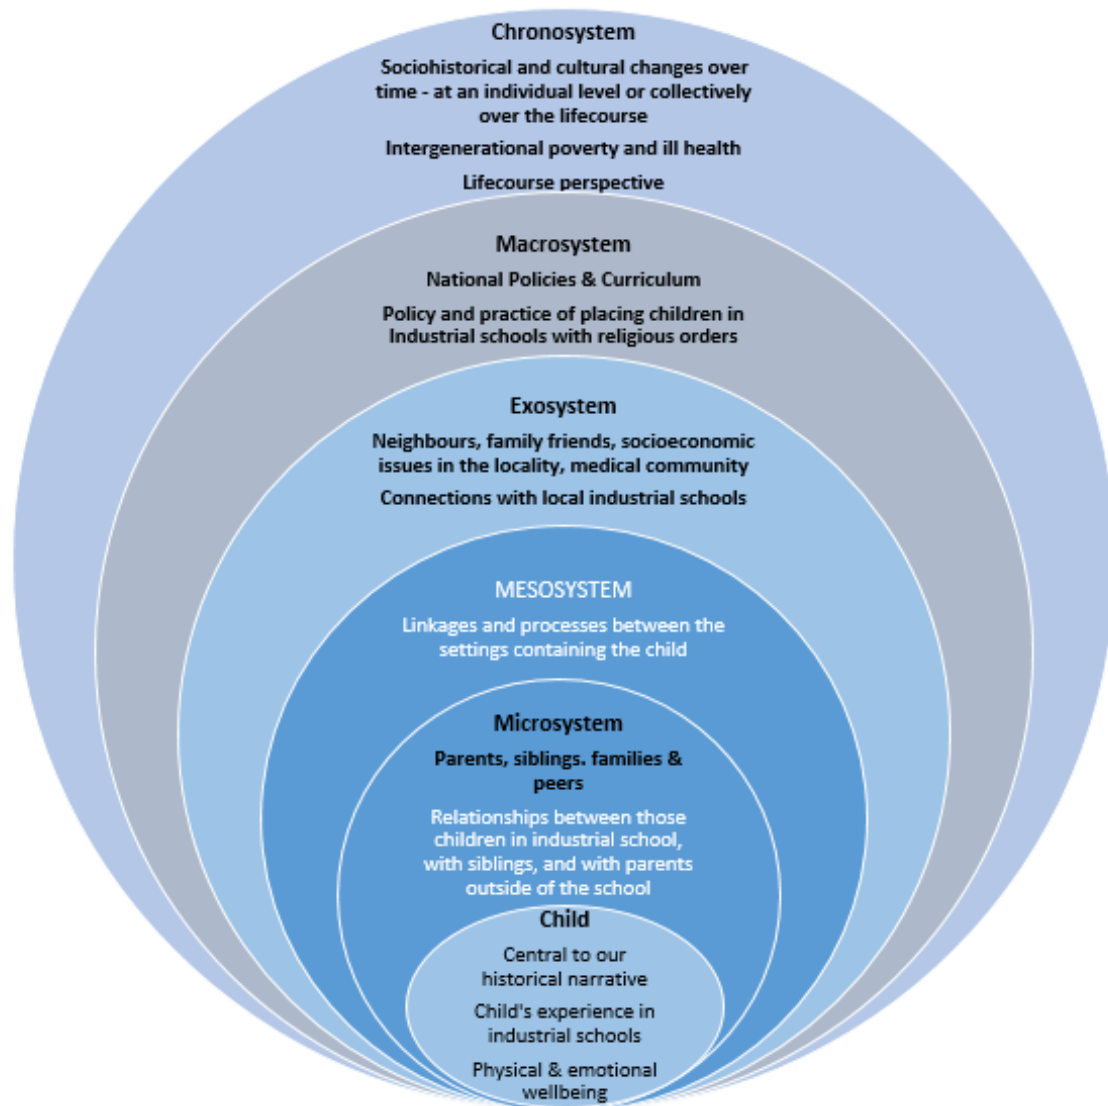 Chronosystem
Sociohistorical and cultural changes over
time - at an individual level or collectively
over the lifecourse
Intergenerational poverty and ill health
Lifecourse perspective
Macrosystem
National Policies & Curriculum
Policy and practice of placing children in
Industrial schools with religious orders
Exosystem
Neighbours, family friends, socioeconomic
issues in the locality, medical community
Connections with local industrial schools
MESOSYSTEM
Linkages and processes between the
settings containing the child
Microsystem
Parents, siblings. families &
peers
Relationships between those
children in industrial school,
with siblings, and with parents
outside of the school
Child
Central to our
historical narrative
Child's experience in
industrial schools
Physical & emotional
wellbeing